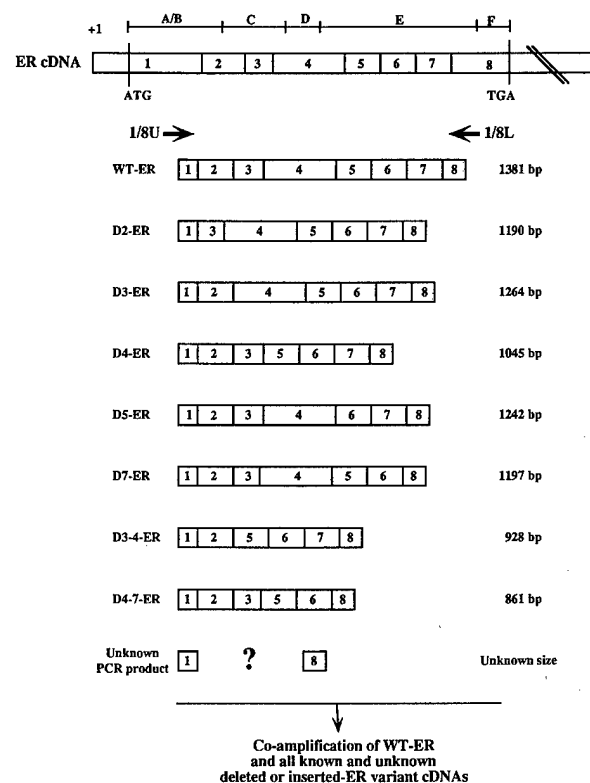 A/B C D E F
+1
ER cDNA 1 2 3 4 5 6 7 8
ATG TGA
1/8U 1/8L
WT-ER 1 2 3 4 5 6 7 8 1381 bp
D2-ER 1 3 4 5 6 7 8 1190 bp
D3-ER 1 2 4 5 6 7 8 1264 bp
D4-ER 1 2 3 5 6 7 8 1045 bp
D5-ER 1 2 3 4 6 7 8 1242 bp
D7-ER 1 2 3 4 5 6 8 1197 bp
D3-4-ER 1 2 5 6 7 8 928 bp
D4-7-ER 1 2 3 5 6 8 861 bp
Unknown
PCR product 1 ? 8 Unknown size
Co-amplification of WT-ER
and all known and unknown
deleted or inserted-ER variant cDNAs